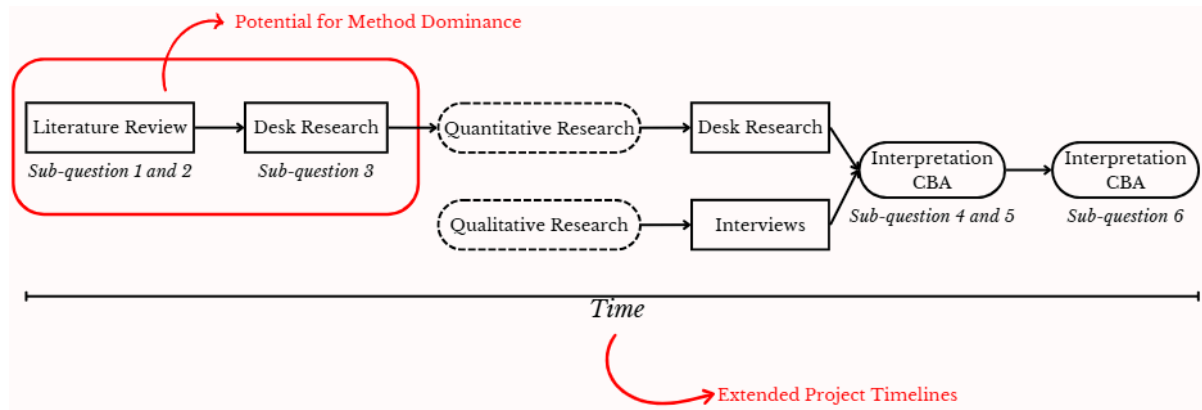 Potential for Method Dominance
Literature Review
Desk Research
Quantitative Research
Desk Research
Interpretation
CBA
Interpretation
CBA
Sub-question 1 and 2
Sub-question 3
Qualitative Research
Interviews
Sub-question 4 and 5
Sub-question 6
Time
Extended Project Timelines